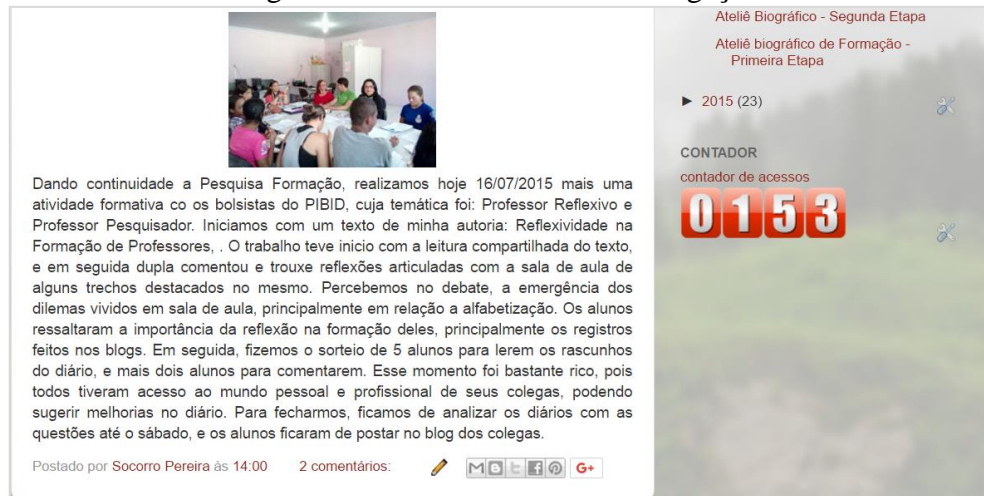 Dando continuidade a Pesquisa Formação, realizamos hoje 16/07/2015 mais uma
atividade formativa co os bolsistas do PIBID, cuja temática foi: Professor Reflexivo e
Professor Pesquisador. Iniciamos com um texto de minha autoria: Reflexividade na
Formação de Professores, . O trabalho teve inicio com a leitura compartilhada do texto,
e em seguida dupla comentou e trouxe reflexões articuladas com a sala de aula de
alguns trechos destacados no mesmo. Percebemos no debate, a emergência dos
dilemas vividos em sala de aula, principalmente em relação a alfabetização. Os alunos
ressaltaram a importância da reflexão na formação deles, principalmente os registros
feitos nos blogs. Em seguida, fizemos o sorteio de 5 alunos para lerem os rascunhos
do diário, e mais dois alunos para comentarem. Esse momento foi bastante rico, pois
todos tiveram acesso ao mundo pessoal e profissional de seus colegas, podendo
sugerir melhorias no diário. Para fecharmos, ficamos de analizar os diários com as
questões até o sábado, e os alunos ficaram de postar no blog dos colegas.
Postado por Socorro Pereira às 14:00 2 comentários:
G+
Ateliê Biográfico - Segunda Etapa
Ateliê biográfico de Formação -
Primeira Etapa
► 2015 (23)
CONTADOR
contador de acessos
0153